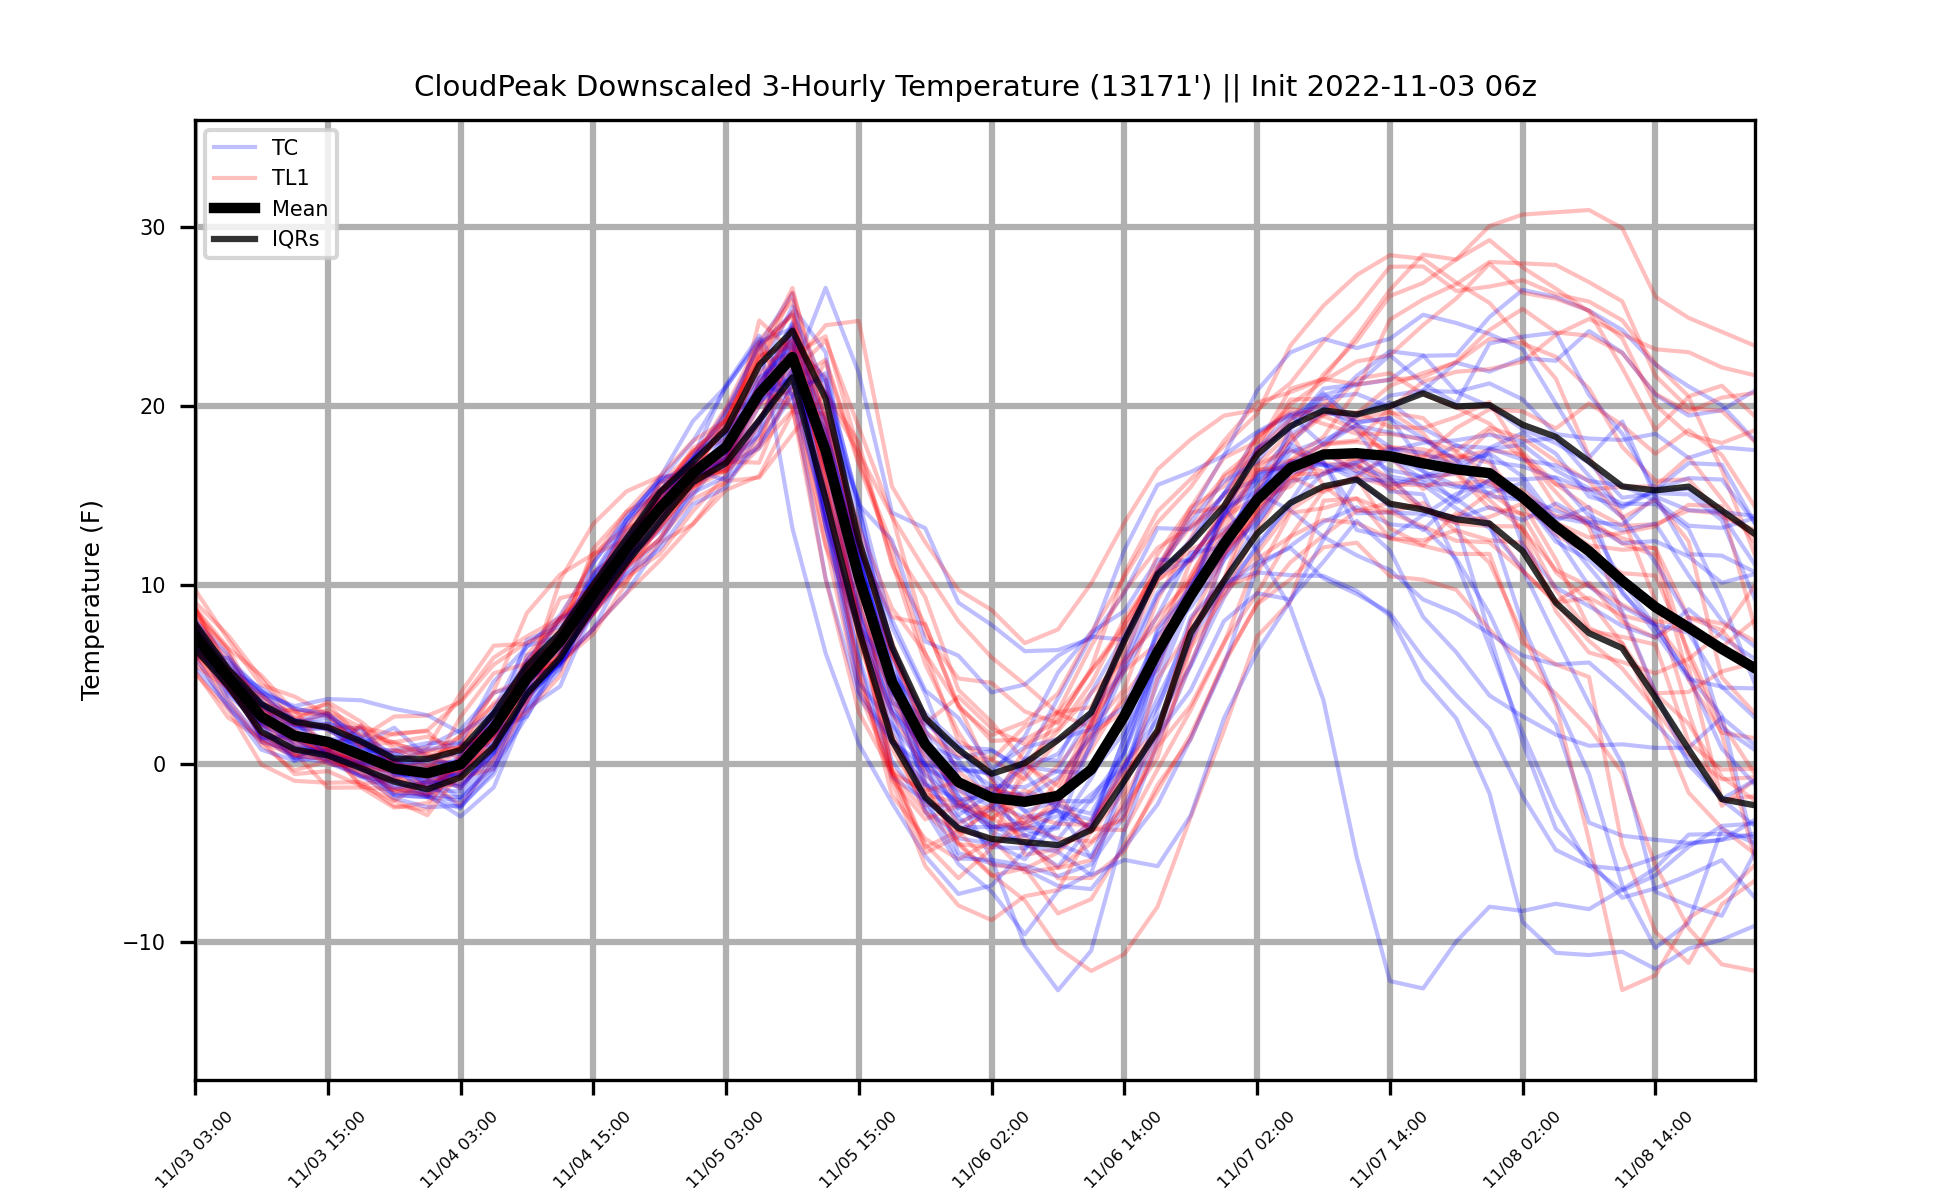 CloudPeak Downscaled 3-Hourly Temperature (13171') || Init 2022-11-03 06z
TC
TL1
Mean
IQRs
Temperature (F)
30
20
10
0
−10
11/03 03:00
11/03 15:00
11/04 03:00
11/04 15:00
11/05 03:00
11/05 15:00
11/06 02:00
11/06 14:00
11/07 02:00
11/07 14:00
11/08 02:00
11/08 14:00